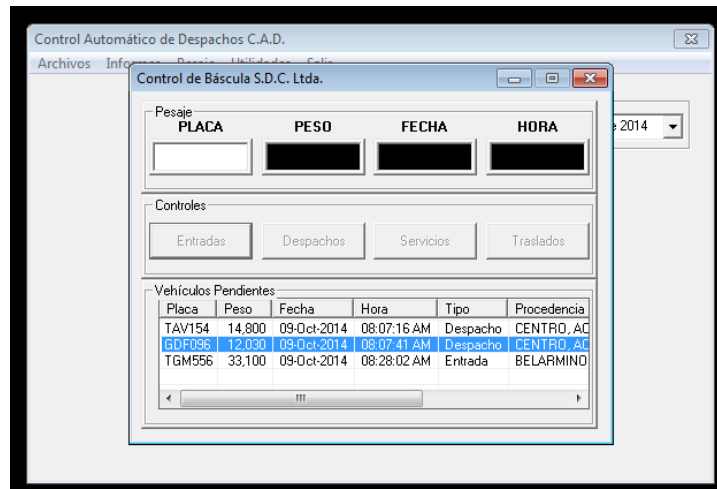 Control Automático de Despachos C.A.D.
Archivos
Control de Báscula S.D.C. Ltda.
2014
Pesaje
PLACA PESO FECHA HORA
Controles
Entradas Despachos Servicios Traslados
Vehículos Pendientes
Placa Peso Fecha Hora Tipo Procedencia
TAV154 14,800 09-Oct-2014 08:07:16 AM Despacho CENTRO, AC
GDF096 12,030 09-Oct-2014 08:07:41 AM Despacho CENTRO, AC
TGM556 33,100 09-Oct-2014 08:28:02 AM Entrada BELARMINO